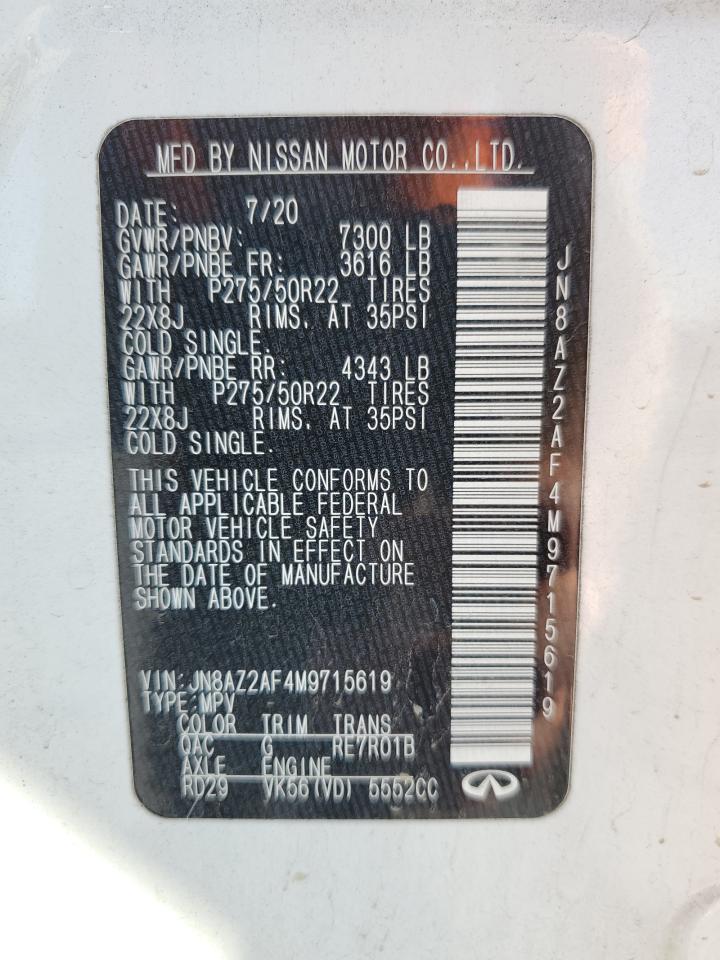 MFD BY NISSAN MOTOR CO.,LTD.
DATE: 7/20
GVWR/PNBV: 7300 LB
GAWR/PNBE FR: 3616 LB
WITH P275/50R22 TIRES
22X8J RIMS. AT 35PSI
COLD SINGLE.
GAWR/PNBE RR: 4343 LB
WITH P275/50R22 TIRES
22X8J RIMS. AT 35PSI
COLD SINGLE.
THIS VEHICLE CONFORMS TO
ALL APPLICABLE FEDERAL
MOTOR VEHICLE SAFETY
STANDARDS IN EFFECT ON
THE DATE OF MANUFACTURE
SHOWN ABOVE.
VIN:JN8AZ2AF4M9715619
TYPE:MPV
COLOR TRIM TRANS
QAC G RE7R01B
AXLE ENGINE
RD29 VK56(VD) 5552CC
JN8AZ2AF4M9715619